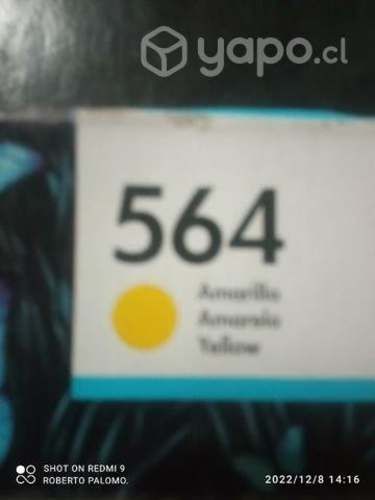 yapo.cl
564
Amarillo
Amarelo
Yellow
SHOT ON REDMI 9
ROBERTO PALOMO.
2022/12/8 14:16